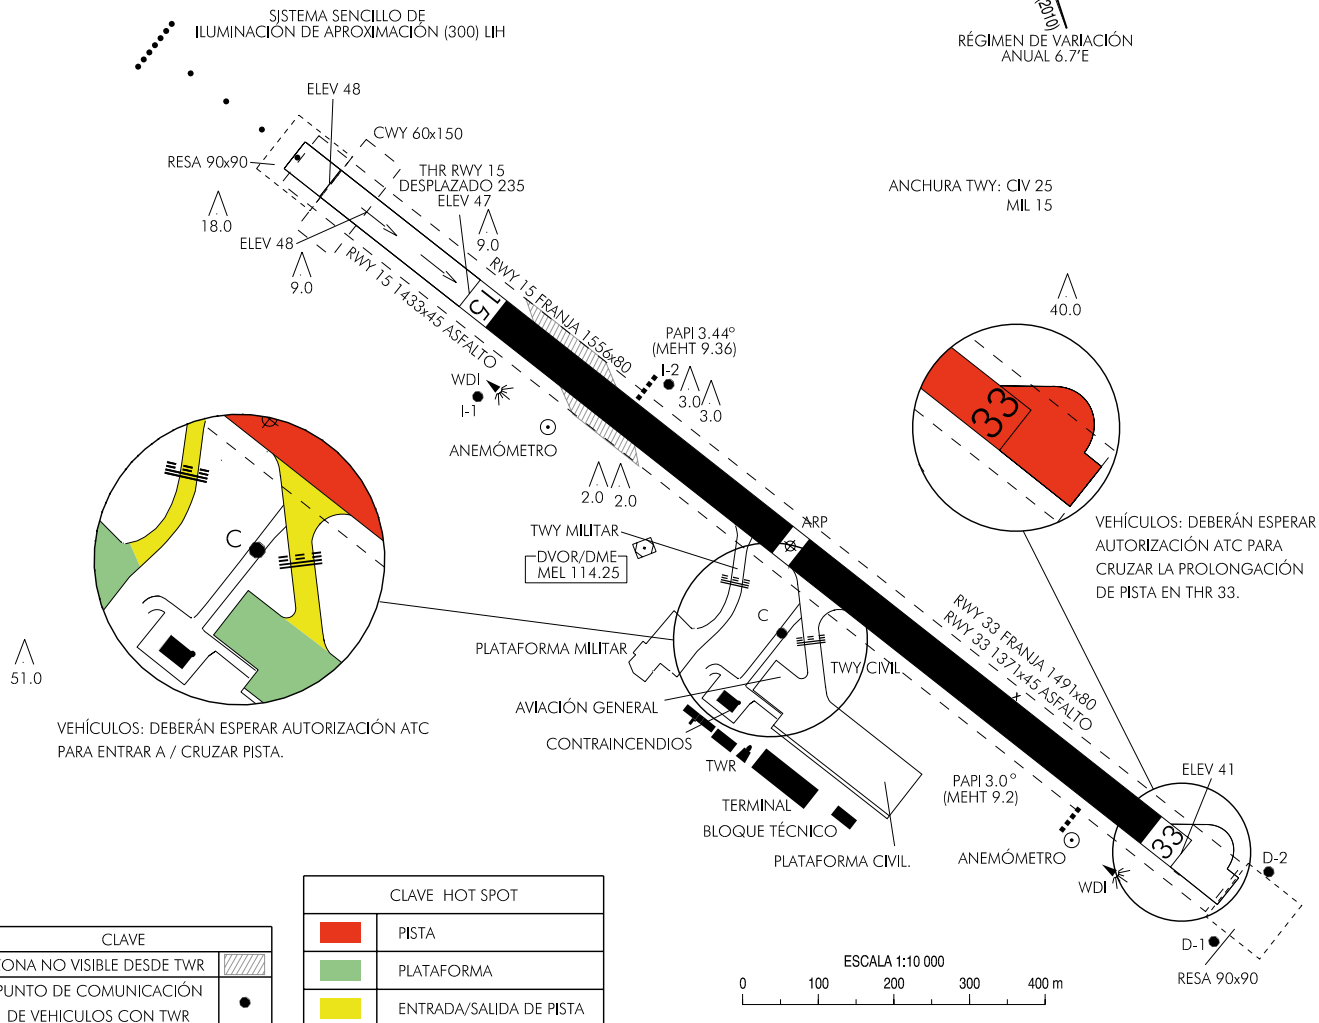 SISTEMA SENCILLO DE
ILUMINACIÓN DE APROXIMACIÓN (300) LIH
(2010)
RÉGIMEN DE VARIACIÓN
ANUAL 6.7'E
ELEV 48
CWY 60x150
RESA 90x90
THR RWY 15
DESPLAZADO 235
ELEV 47
ANCHURA TWY: CIV 25
MIL 15
18.0
ELEV 48
9.0
9.0
RWY 15 1433x45 ASFALTO
RWY 15 FRANJA 1556x80
15
40.0
PAPI 3.44°
(MEHT 9.36)
I-2
3.0
3.0
WDI
I-1
ANEMÓMETRO
33
2.0
2.0
TWY MILITAR
ARP
DVOR/DME
MEL 114.25
C
VEHÍCULOS: DEBERÁN ESPERAR
AUTORIZACIÓN ATC PARA
CRUZAR LA PROLONGACIÓN
DE PISTA EN THR 33.
C
RWY 33 FRANJA 1491x80
RWY 33 1371x45 ASFALTO
PLATAFORMA MILITAR
TWY CIVIL
51.0
AVIACIÓN GENERAL
CONTRAINCENDIOS
VEHÍCULOS: DEBERÁN ESPERAR AUTORIZACIÓN ATC
PARA ENTRAR A / CRUZAR PISTA.
TWR
TERMINAL
BLOQUE TÉCNICO
PLATAFORMA CIVIL.
PAPI 3.0°
(MEHT 9.2)
ELEV 41
33
ANEMÓMETRO
WDI
D-2
D-1
RESA 90x90
CLAVE HOT SPOT
PISTA
PLATAFORMA
ENTRADA/SALIDA DE PISTA
CLAVE
ZONA NO VISIBLE DESDE TWR
PUNTO DE COMUNICACIÓN
DE VEHICULOS CON TWR
ESCALA 1:10 000
0 100 200 300 400 m